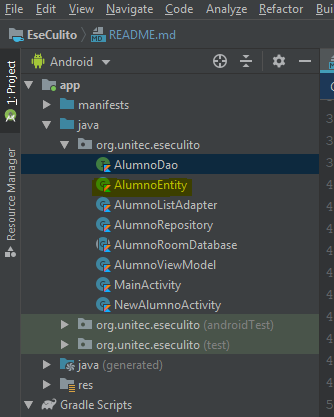 File Edit View Navigate Code Analyze Refactor
EseCulito README.md
Android
1: Project
Resource Manager
app
manifests
java
org.unitec.eseculito
AlumnoDao
AlumnoEntity
AlumnoListAdapter
AlumnoRepository
AlumnoRoomDatabase
AlumnoViewModel
MainActivity
NewAlumnoActivity
org.unitec.eseculito (androidTest)
org.unitec.eseculito (test)
java (generated)
res
Gradle Scripts